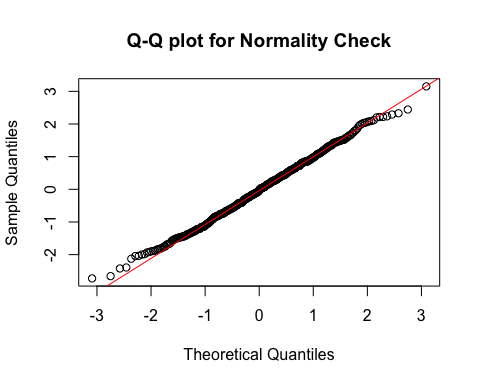 Q-Q plot for Normality Check
Sample Quantiles
3
2
1
0
-1
-2
-3 -2 -1 0 1 2 3
Theoretical Quantiles